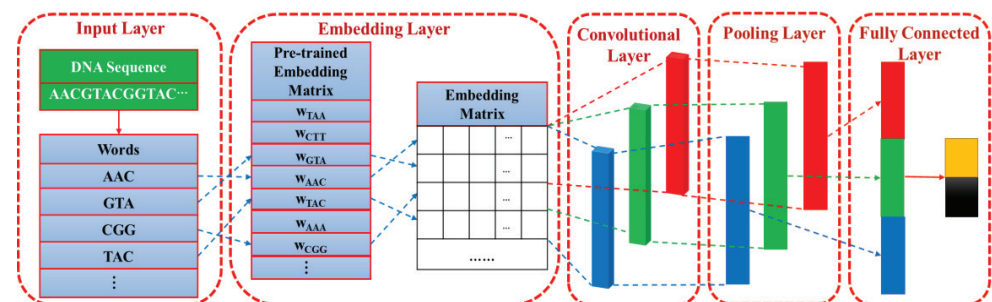 Input Layer
DNA Sequence
AACGTACGGTAC...
Words
AAC
GTA
CGG
TAC
⋮
Embedding Layer
Pre-trained
Embedding
Matrix
wTAA
wCTT
wGTA
wAAC
wTAC
wAAA
wCGG
⋮
Embedding
Matrix
...
...
...
...
......
Convolutional
Layer
Pooling Layer
Fully Connected
Layer